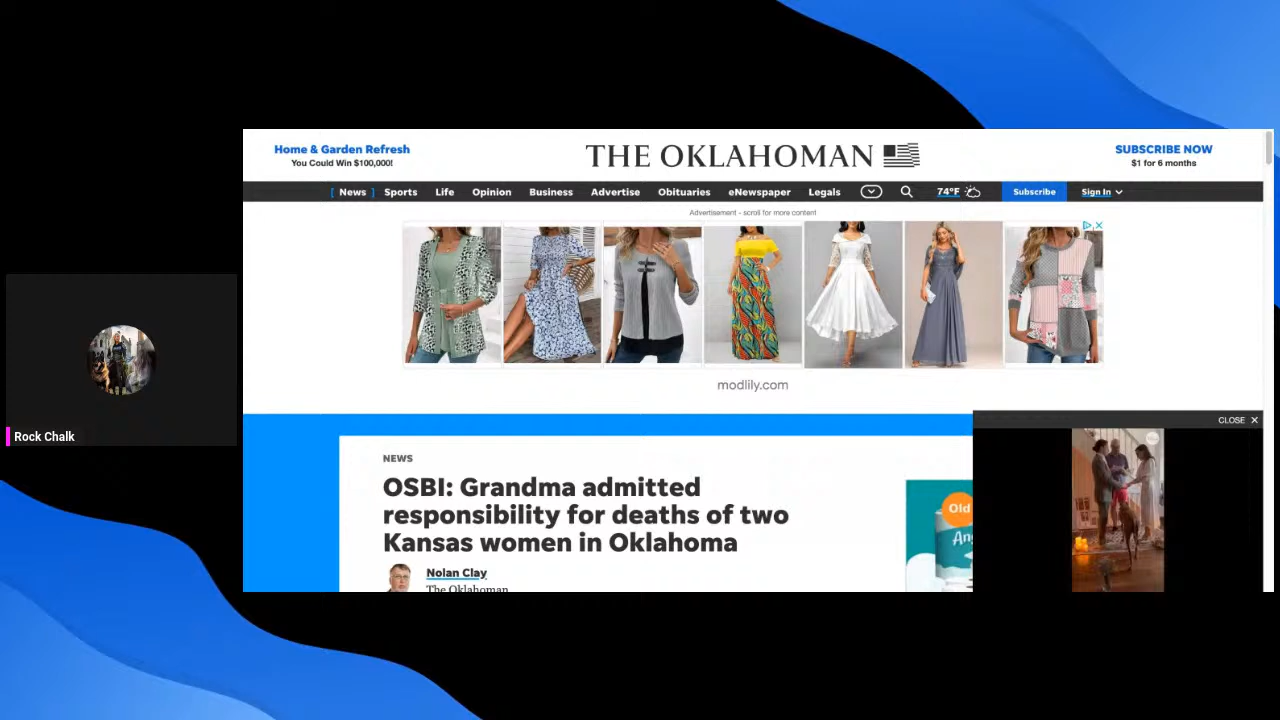 Home & Garden Refresh
You Could Win $100,000!
THE OKLAHOMAN
SUBSCRIBE NOW
$1 for 6 months
[ News ] Sports Life Opinion Business Advertise Obituaries eNewspaper Legals 74°F Subscribe Sign In
Advertisement - scroll for more content
modlily.com
CLOSE ✕
NEWS
OSBI: Grandma admitted
responsibility for deaths of two
Kansas women in Oklahoma
Nolan Clay
The Oklahoman
Old
An
Rock Chalk